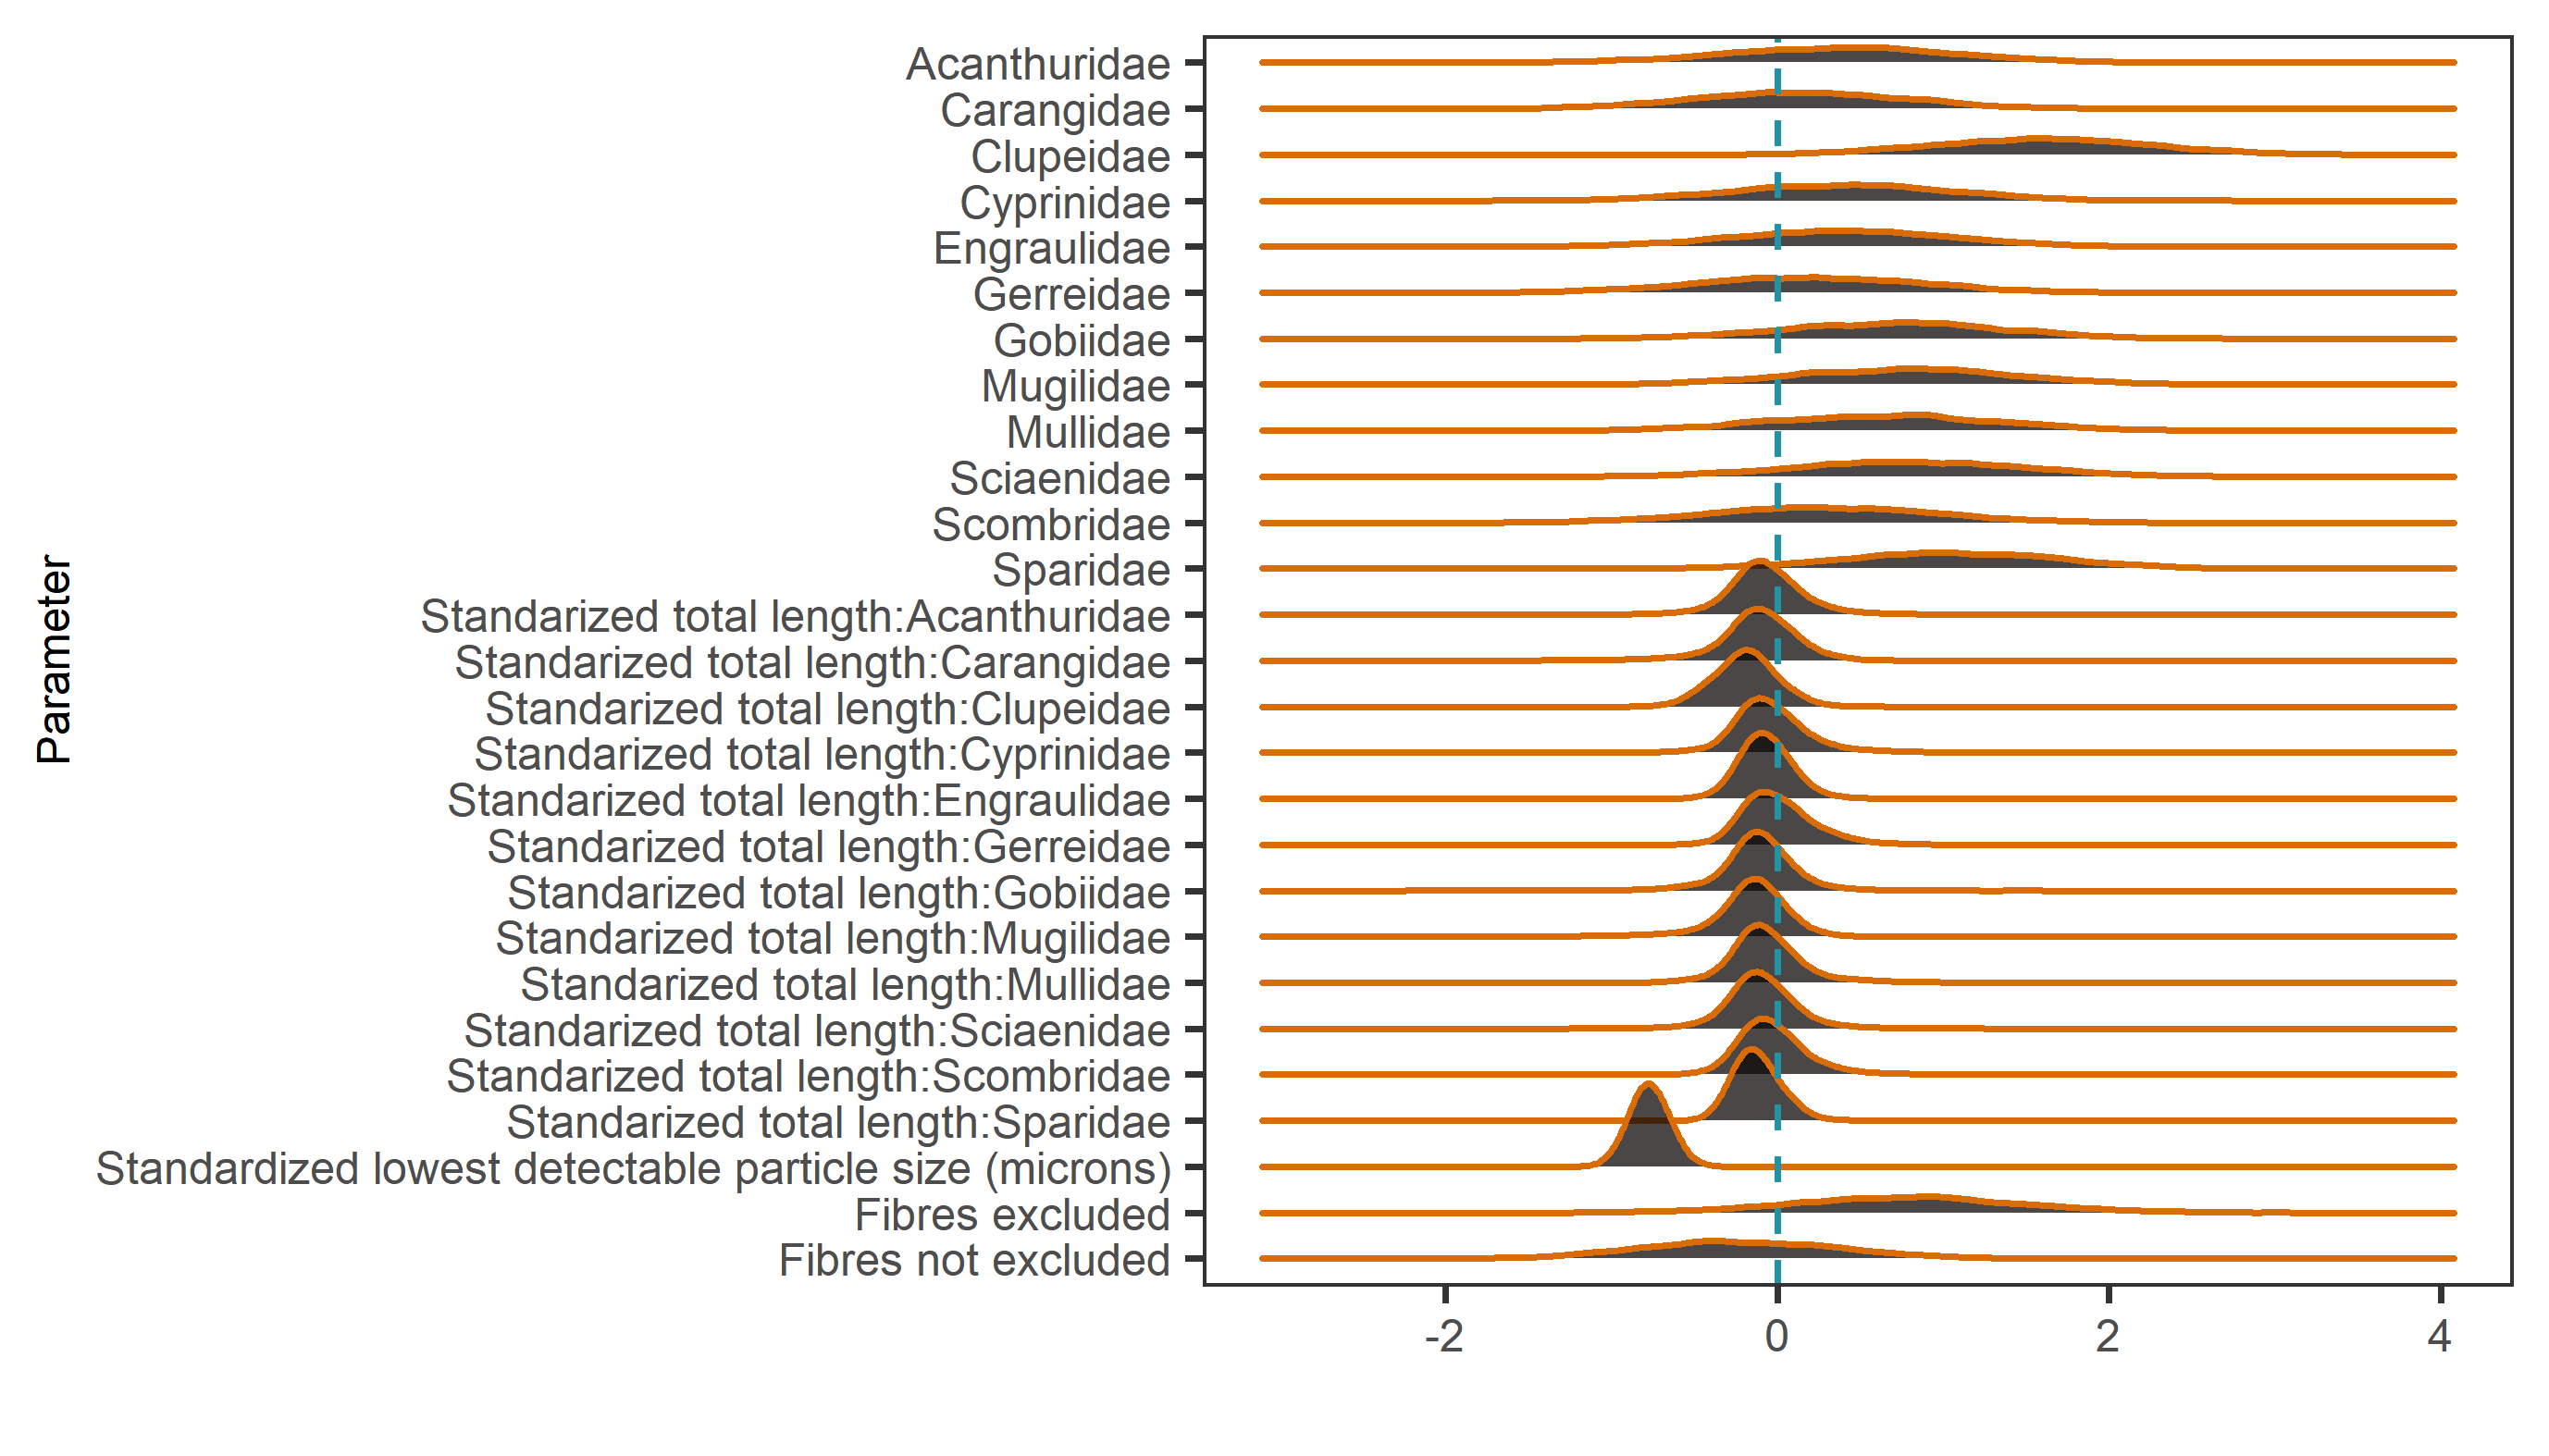 Acanthuridae
Carangidae
Clupeidae
Cyprinidae
Engraulidae
Gerreidae
Gobiidae
Mugilidae
Mullidae
Sciaenidae
Scombridae
Sparidae
Standarized total length:Acanthuridae
Standarized total length:Carangidae
Standarized total length:Clupeidae
Standarized total length:Cyprinidae
Standarized total length:Engraulidae
Standarized total length:Gerreidae
Standarized total length:Gobiidae
Standarized total length:Mugilidae
Standarized total length:Mullidae
Standarized total length:Sciaenidae
Standarized total length:Scombridae
Standarized total length:Sparidae
Standardized lowest detectable particle size (microns)
Fibres excluded
Fibres not excluded
Parameter
-2 0 2 4